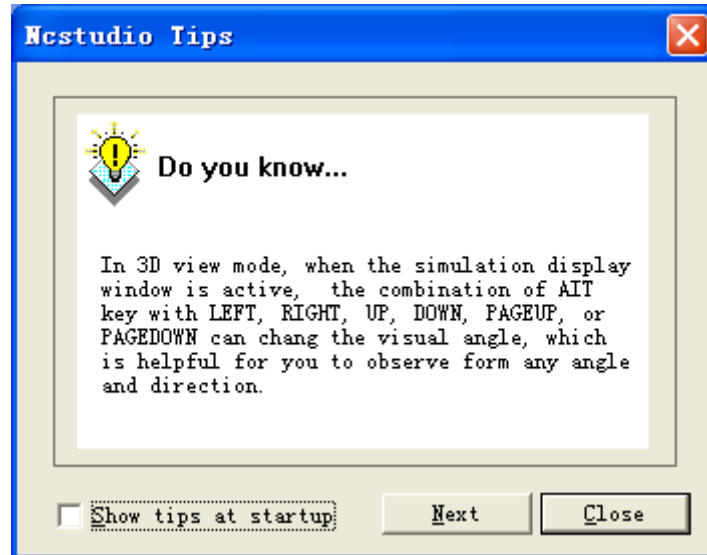 Ncstudio Tips
Do you know...
In 3D view mode, when the simulation display
window is active,  the combination of AIT
key with LEFT, RIGHT, UP, DOWN, PAGEUP, or
PAGEDOWN can chang the visual angle, which
is helpful for you to observe form any angle
and direction.
Show tips at startup
Next
Close